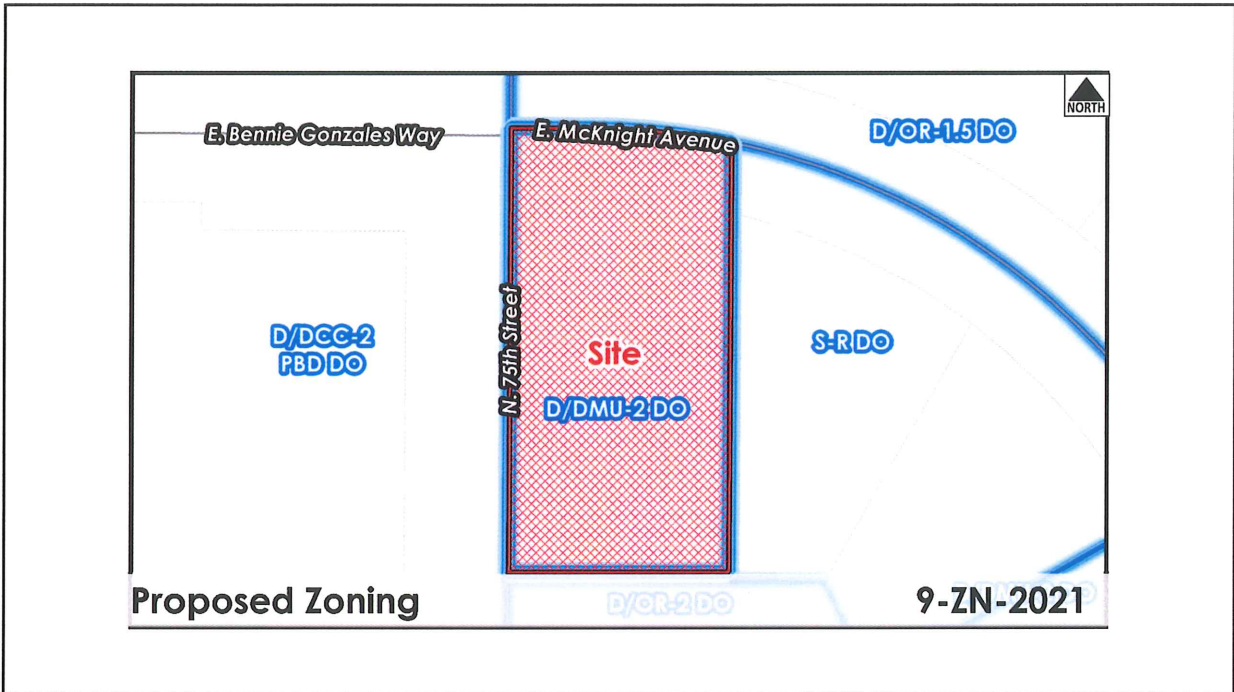 NORTH
E. Bennie Gonzales Way
E. McKnight Avenue
D/OR-1.5 DO
N. 75th Street
D/DCC-2
PBD DO
Site
D/DMU-2 DO
S-R DO
Proposed Zoning
D/OR-2 DO
9-ZN-2021